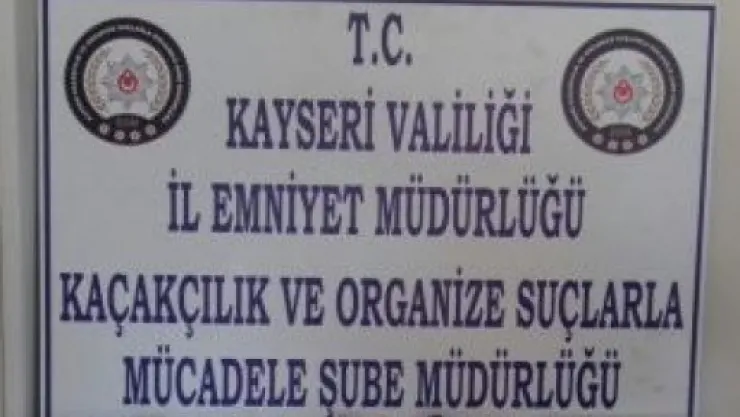 T.C.
KAYSERİ VALİLİĞİ
İL EMNİYET MÜDÜRLÜĞÜ
KAÇAKÇILIK VE ORGANİZE SUÇLARLA
MÜCADELE ŞUBE MÜDÜRLÜĞÜ